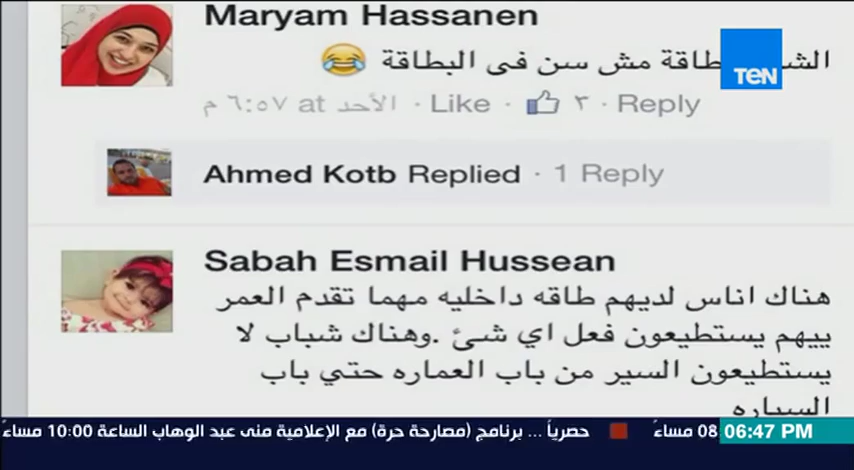 Maryam Hassanen
طاقة مش سن فى البطاقة 😂
الأحد at ٦:٥٧ م · Like · ٣ · Reply
TEN
Ahmed Kotb Replied · 1 Reply
Sabah Esmail Hussean
هناك اناس لديهم طاقه داخليه مهما تقدم العمر
ييهم يستطيعون فعل اي شئ .وهناك شباب لا
يستطيعون السير من باب العماره حتي باب
السياره
حصرياً ... برنامج (مصارحة حرة) مع الإعلامية منى عبد الوهاب الساعة 10:00 مساءً
08 مساءً
06:47 PM